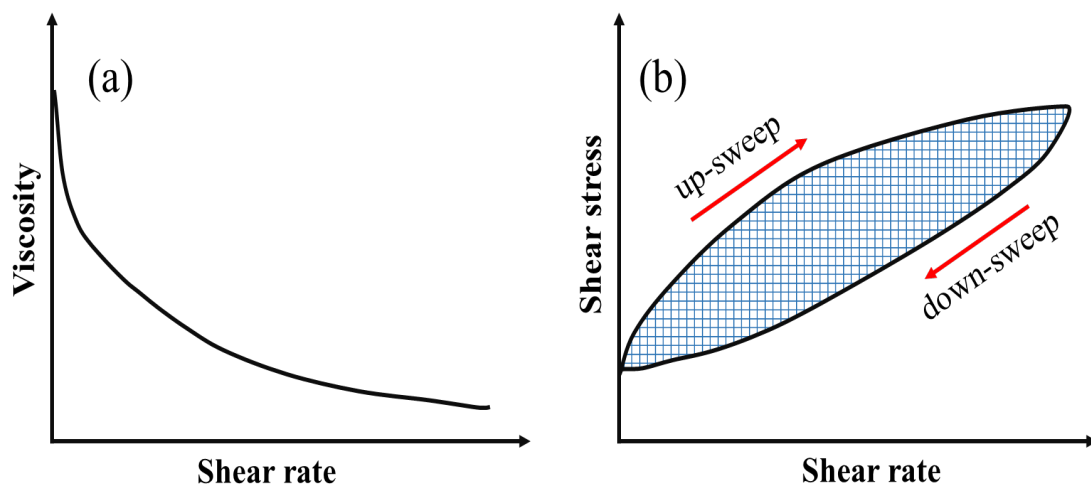 (a)
Viscosity
Shear rate
(b)
Shear stress
up-sweep
down-sweep
Shear rate